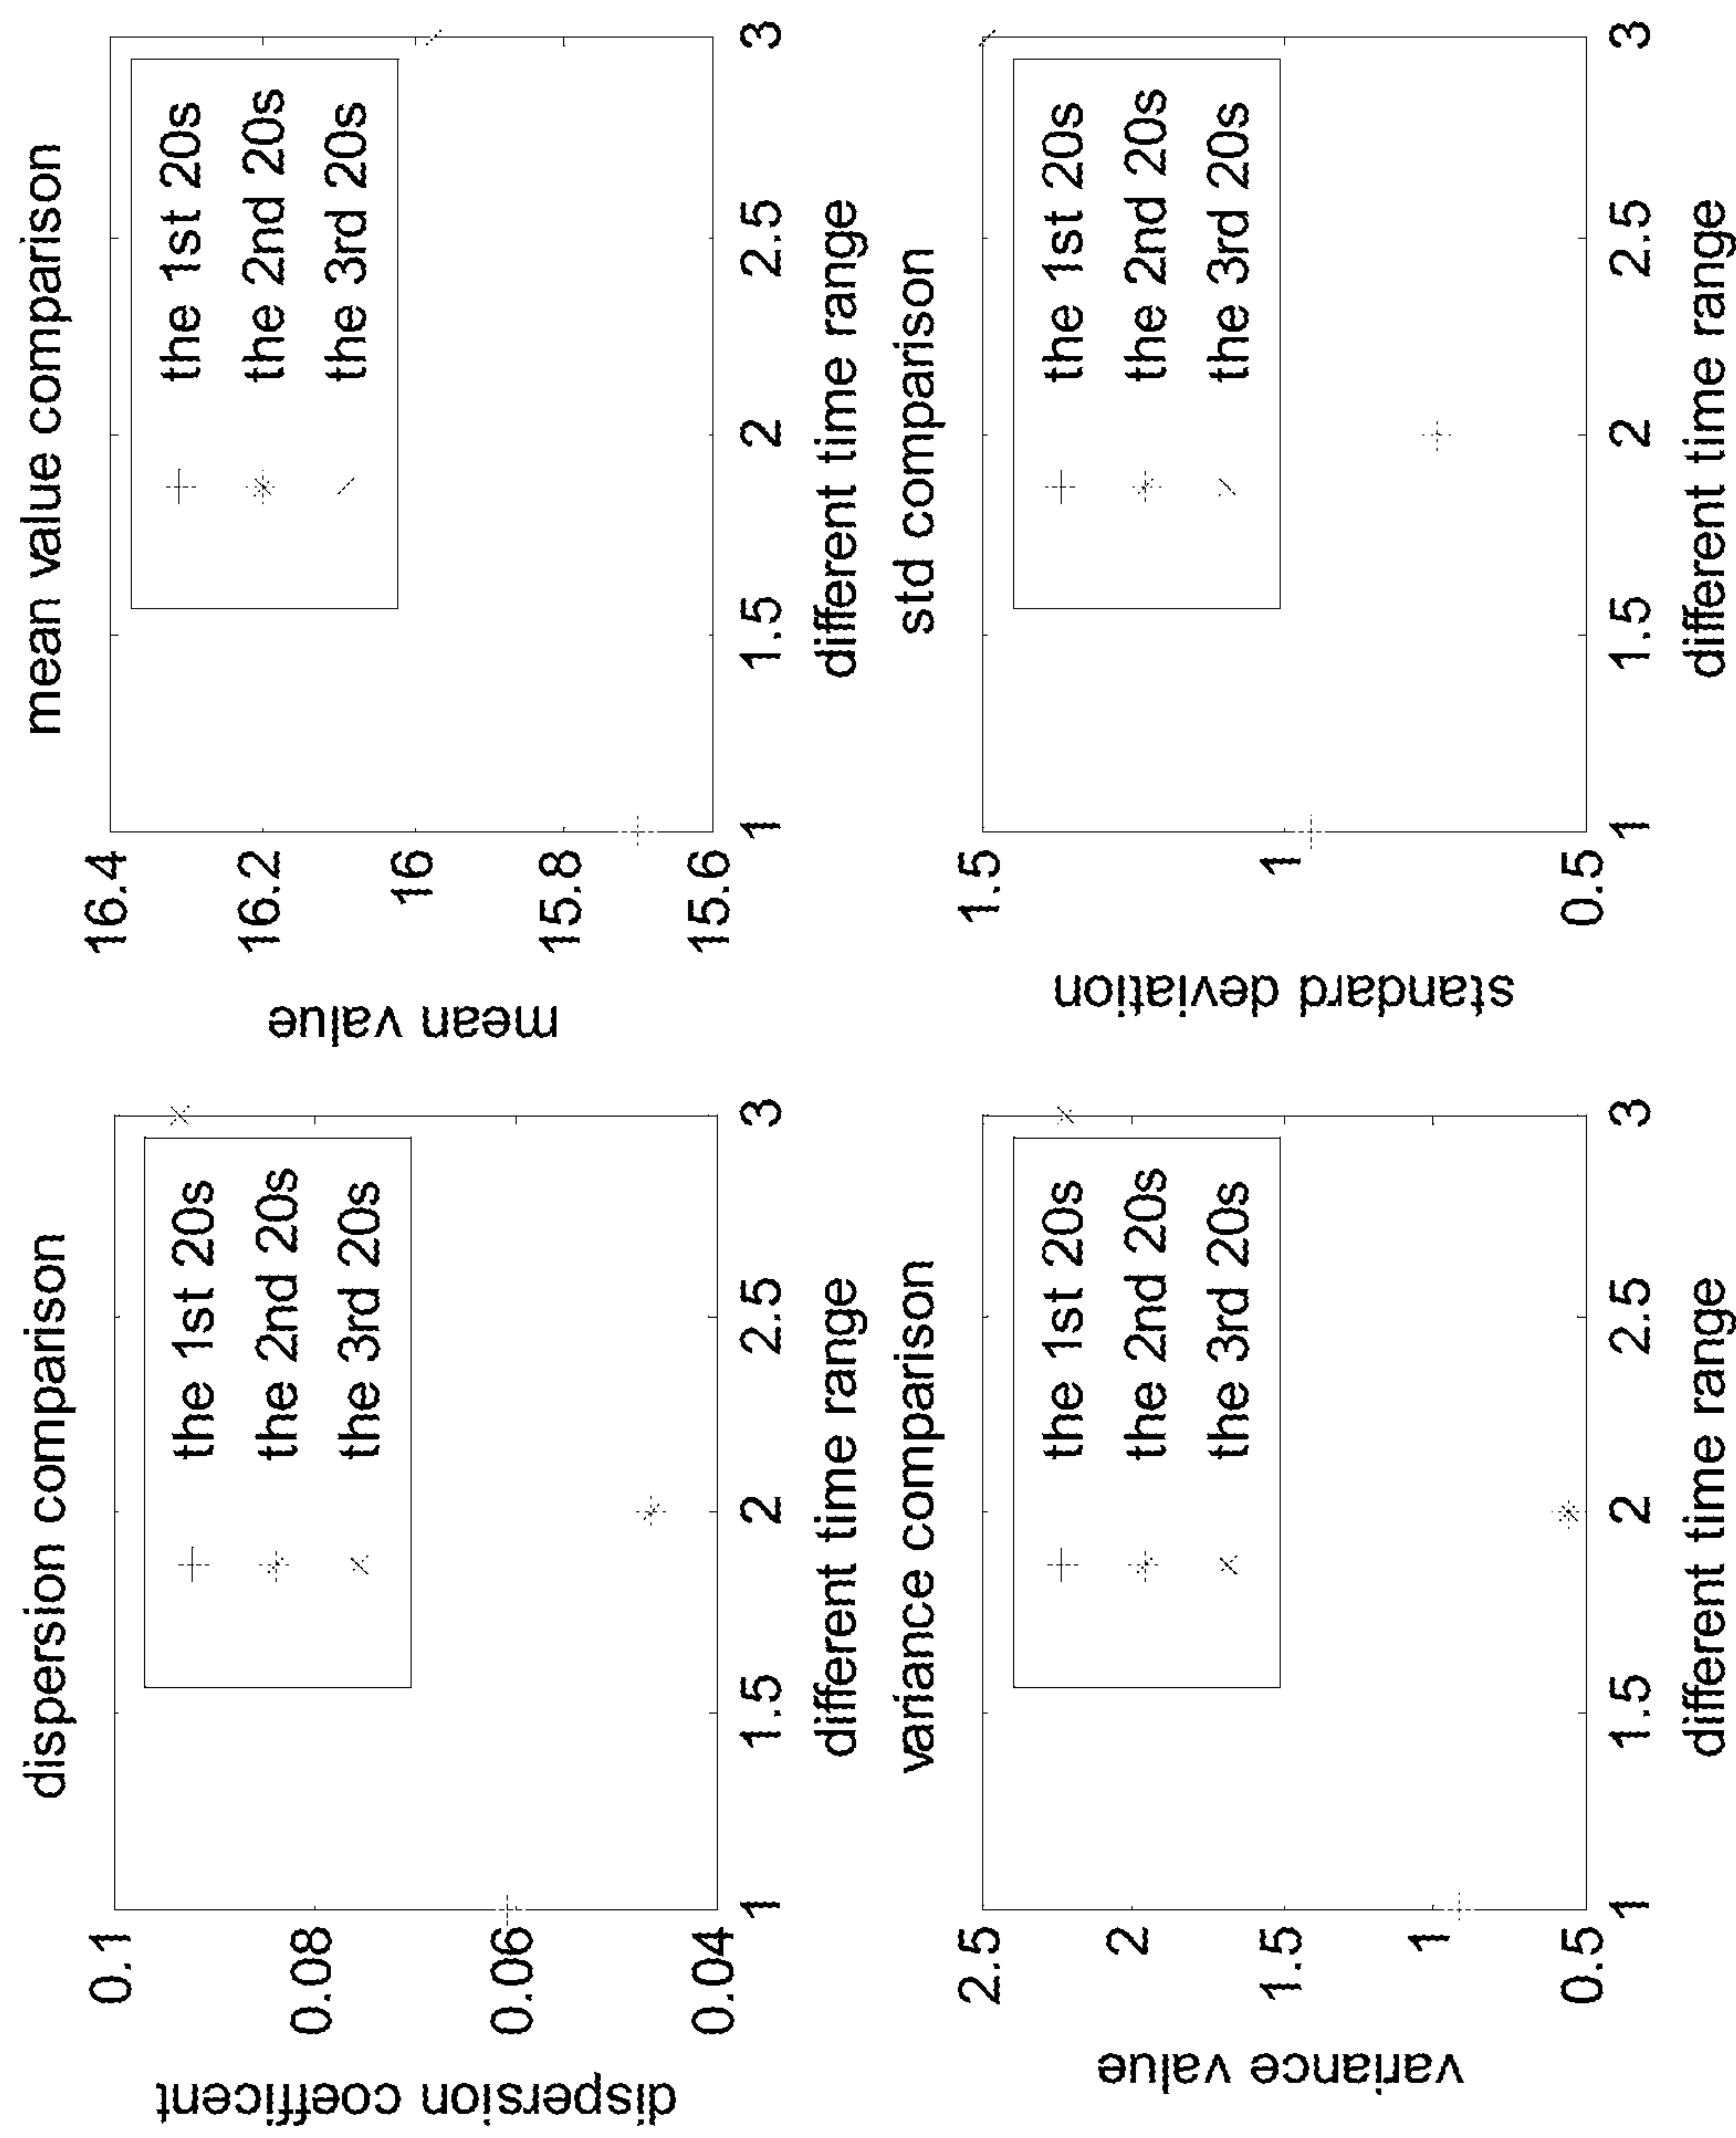 dispersion comparison
dispersion coefficent
0.1
0.08
0.06
0.04
the 1st 20s
the 2nd 20s
the 3rd 20s
1 1.5 2 2.5 3
different time range
mean value comparison
mean value
16.4
16.2
16
15.8
15.6
the 1st 20s
the 2nd 20s
the 3rd 20s
1 1.5 2 2.5 3
different time range
variance comparison
variance value
2.5
2
1.5
1
0.5
the 1st 20s
the 2nd 20s
the 3rd 20s
1 1.5 2 2.5 3
different time range
std comparison
standard deviation
1.5
1
0.5
the 1st 20s
the 2nd 20s
the 3rd 20s
1 1.5 2 2.5 3
different time range